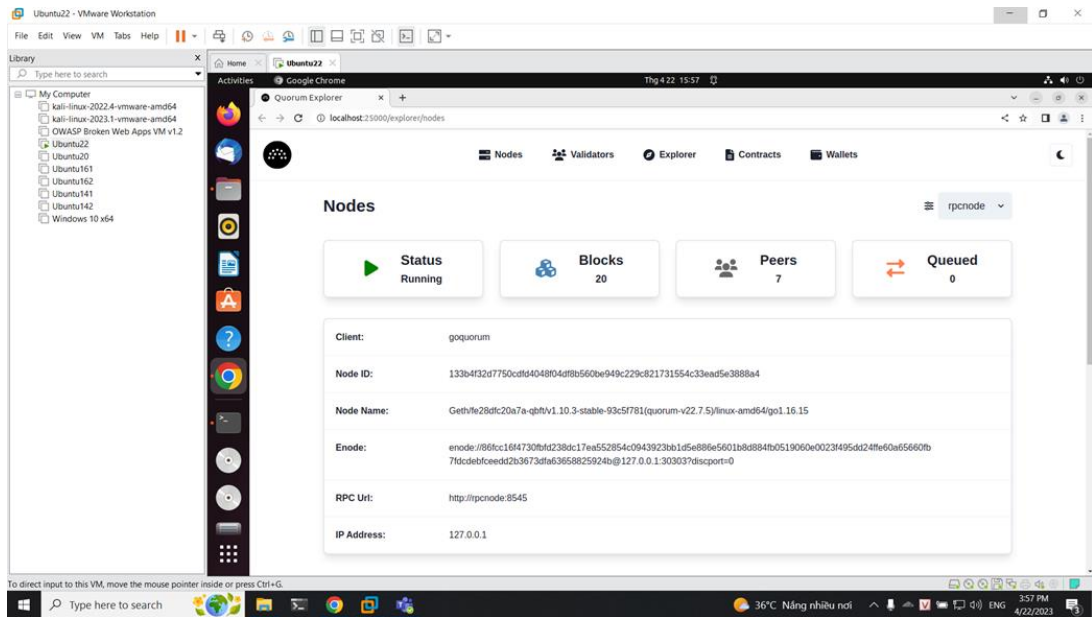 Ubuntu22 - VMware Workstation
File Edit View VM Tabs Help
Library
Type here to search
My Computer
kali-linux-2022.4-vmware-amd64
kali-linux-2023.1-vmware-amd64
OWASP Broken Web Apps VM v1.2
Ubuntu22
Ubuntu20
Ubuntu161
Ubuntu162
Ubuntu141
Ubuntu142
Windows 10 x64
Home
Ubuntu22
Activities Google Chrome Thg 4 22 15:57
Quorum Explorer
localhost:25000/explorer/nodes
Nodes Validators Explorer Contracts Wallets
Nodes
rpcnode
Status
Running
Blocks
20
Peers
7
Queued
0
Client: goquorum
Node ID: 133b4f32d7750cdfd4048f04df8b560be949c229c821731554c33ead5e3888a4
Node Name: Geth/fe28dfc20a7a-qbft/v1.10.3-stable-93c5f781(quorum-v22.7.5)/linux-amd64/go1.16.15
Enode: enode://86fcc16f4730fbfd238dc17ea552854c0943923bb1d5e886e5601b8d884fb0519060e0023f495dd24ffe60a65660fb
7fdcdebfceedd2b3673dfa63658825924b@127.0.0.1:30303?discport=0
RPC Url: http://rpcnode:8545
IP Address: 127.0.0.1
To direct input to this VM, move the mouse pointer inside or press Ctrl+G.
Type here to search
36°C Nắng nhiều nơi
ENG
3:57 PM
4/22/2023